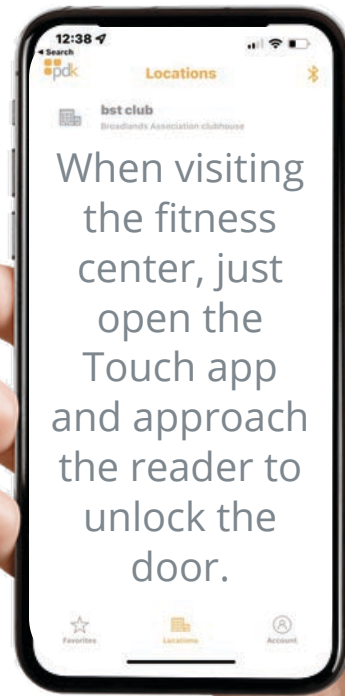 12:38
Search
pdk
Locations
bst club
Broadlands Association clubhouse
When visiting
the fitness
center, just
open the
Touch app
and approach
the reader to
unlock the
door.
Favorites
Locations
Account